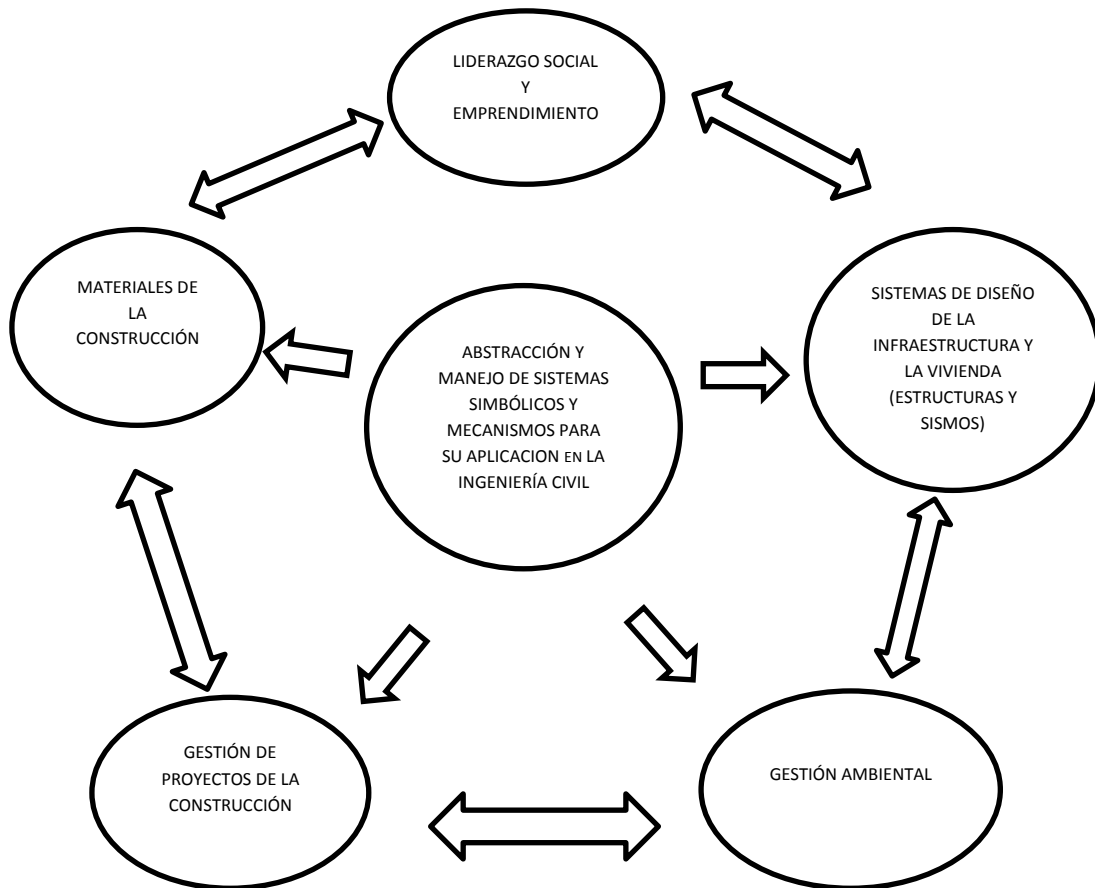 LIDERAZGO SOCIAL
Y
EMPRENDIMIENTO
MATERIALES DE
LA
CONSTRUCCIÓN
ABSTRACCIÓN Y
MANEJO DE SISTEMAS
SIMBÓLICOS Y
MECANISMOS PARA
SU APLICACION EN LA
INGENIERÍA CIVIL
SISTEMAS DE DISEÑO
DE LA
INFRAESTRUCTURA Y
LA VIVIENDA
(ESTRUCTURAS Y
SISMOS)
GESTIÓN DE
PROYECTOS DE LA
CONSTRUCCIÓN
GESTIÓN AMBIENTAL